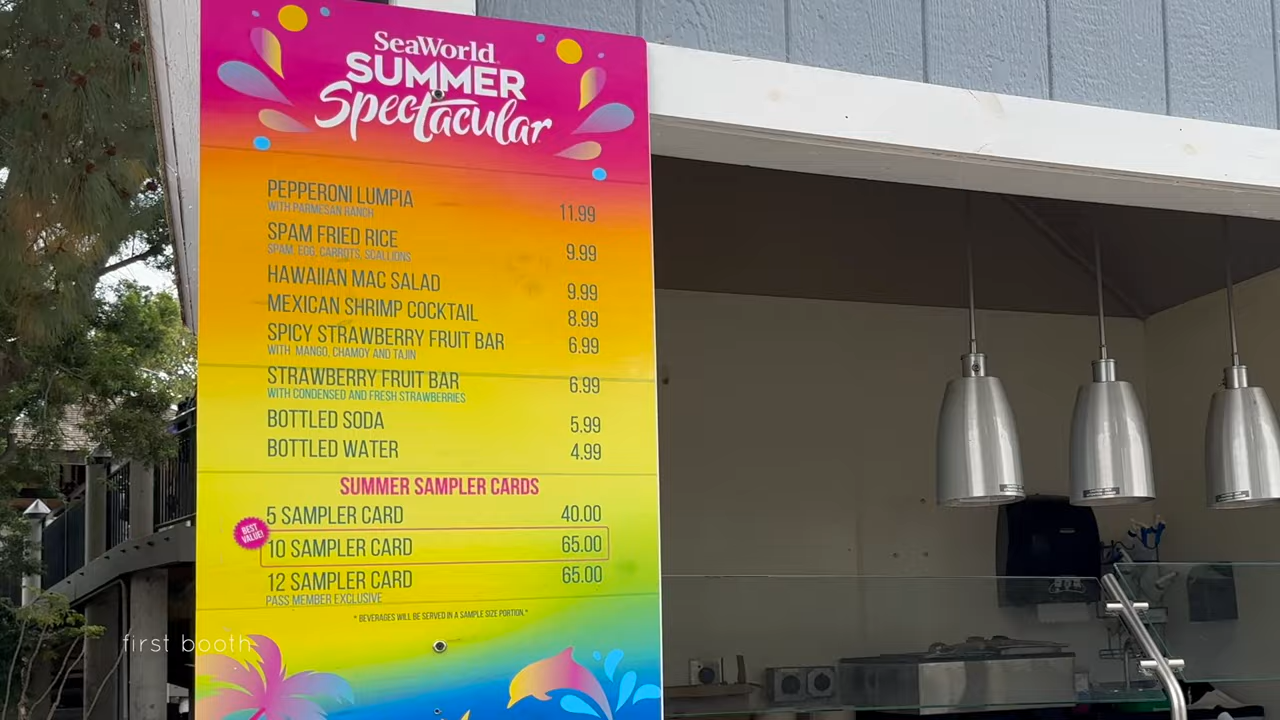 SeaWorld
SUMMER
Spectacular
PEPPERONI LUMPIA 11.99
WITH PARMESAN RANCH
SPAM FRIED RICE 9.99
SPAM, EGG, CARROTS, SCALLIONS
HAWAIIAN MAC SALAD 9.99
MEXICAN SHRIMP COCKTAIL 8.99
SPICY STRAWBERRY FRUIT BAR 6.99
WITH MANGO, CHAMOY AND TAJIN
STRAWBERRY FRUIT BAR 6.99
WITH CONDENSED AND FRESH STRAWBERRIES
BOTTLED SODA 5.99
BOTTLED WATER 4.99
SUMMER SAMPLER CARDS
5 SAMPLER CARD 40.00
BEST
VALUE!
10 SAMPLER CARD 65.00
12 SAMPLER CARD 65.00
PASS MEMBER EXCLUSIVE
* BEVERAGES WILL BE SERVED IN A SAMPLE SIZE PORTION.*
first booth